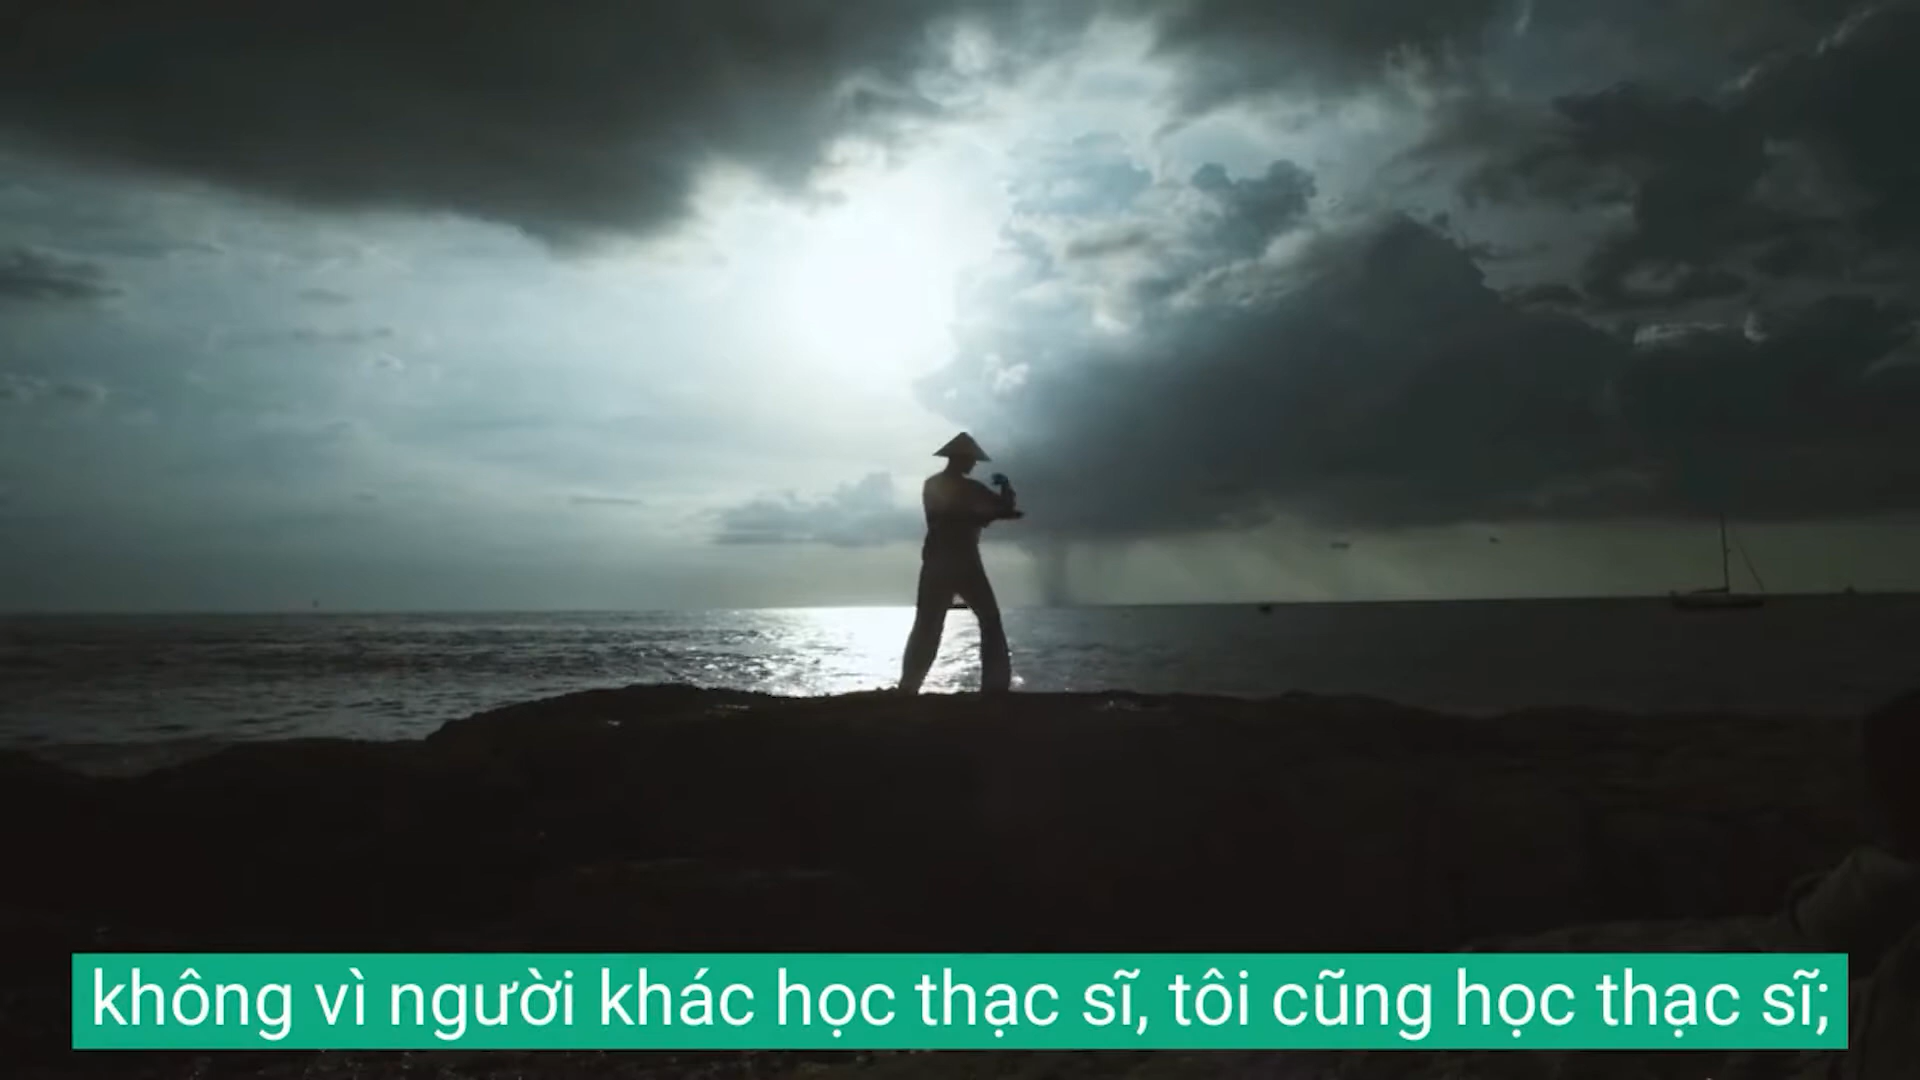 không vì người khác học thạc sĩ, tôi cũng học thạc sĩ;